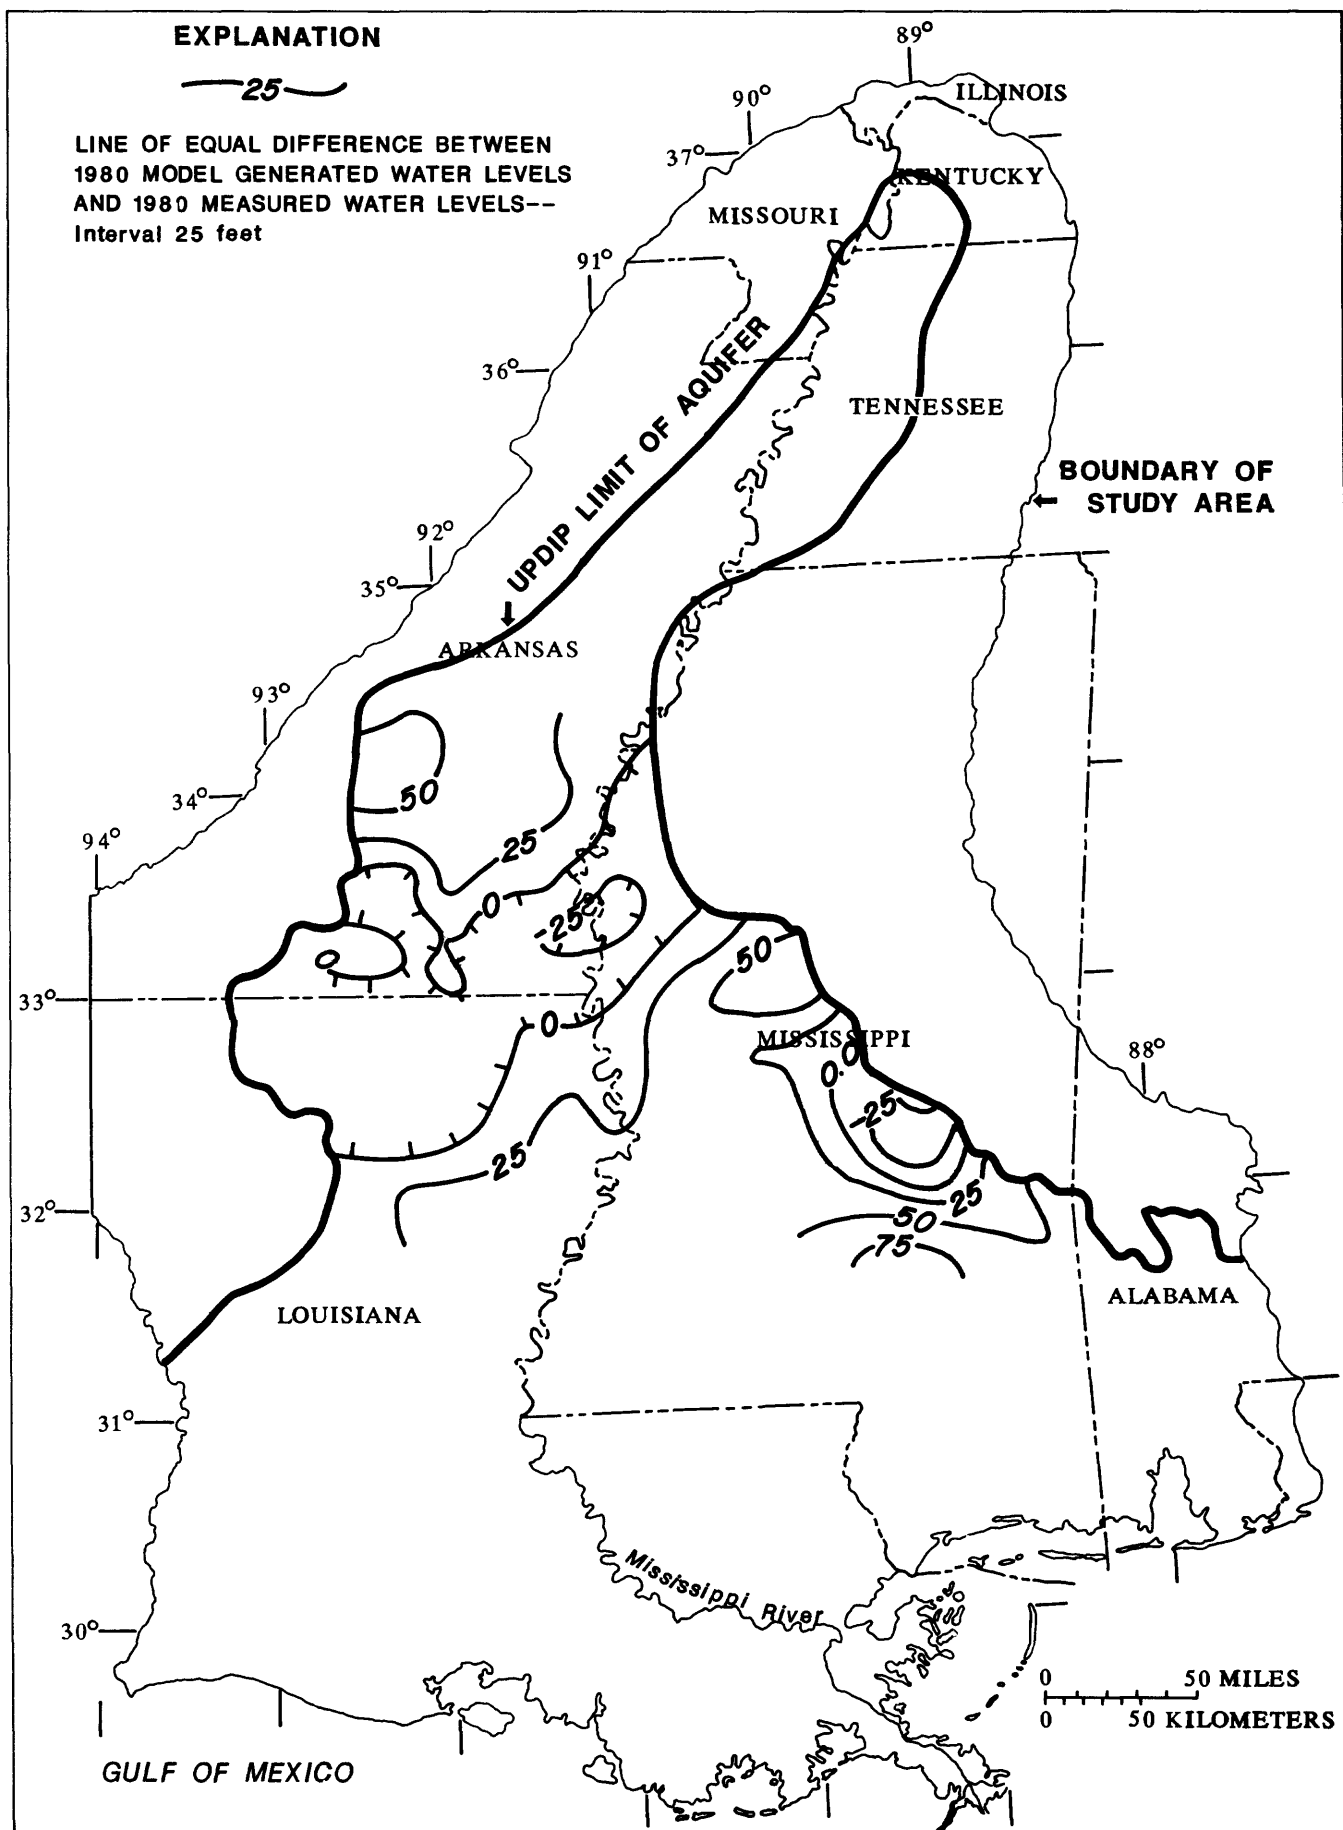 EXPLANATION
25
LINE OF EQUAL DIFFERENCE BETWEEN
1980 MODEL GENERATED WATER LEVELS
AND 1980 MEASURED WATER LEVELS--
Interval 25 feet
89°
ILLINOIS
90°
37°
KENTUCKY
MISSOURI
91°
36°
UPDIP LIMIT OF AQUIFER
TENNESSEE
BOUNDARY OF
STUDY AREA
92°
35°
ARKANSAS
93°
34°
50
25
94°
0
-25
0
50
33°
0
MISSISSIPPI
88°
0.0
-25
25
25
32°
50
75
ALABAMA
LOUISIANA
31°
Mississippi River
30°
0 50 MILES
0 50 KILOMETERS
GULF OF MEXICO